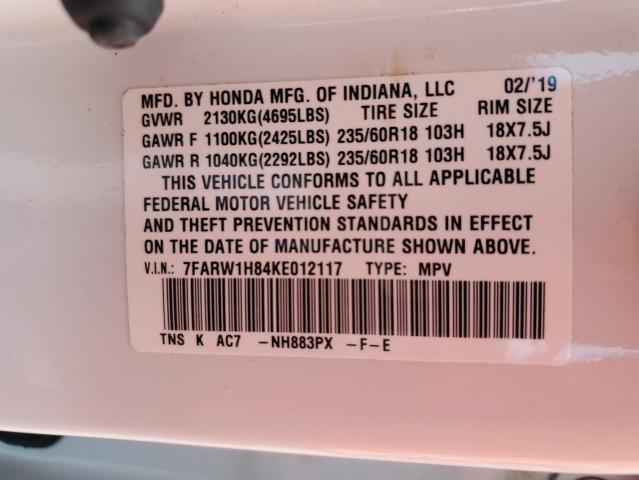 MFD. BY HONDA MFG. OF INDIANA, LLC 02/'19
GVWR 2130KG(4695LBS) TIRE SIZE RIM SIZE
GAWR F 1100KG(2425LBS) 235/60R18 103H 18X7.5J
GAWR R 1040KG(2292LBS) 235/60R18 103H 18X7.5J
THIS VEHICLE CONFORMS TO ALL APPLICABLE
FEDERAL MOTOR VEHICLE SAFETY
AND THEFT PREVENTION STANDARDS IN EFFECT
ON THE DATE OF MANUFACTURE SHOWN ABOVE.
V.I.N.: 7FARW1H84KE012117 TYPE: MPV
TNS K AC7 -NH883PX -F-E